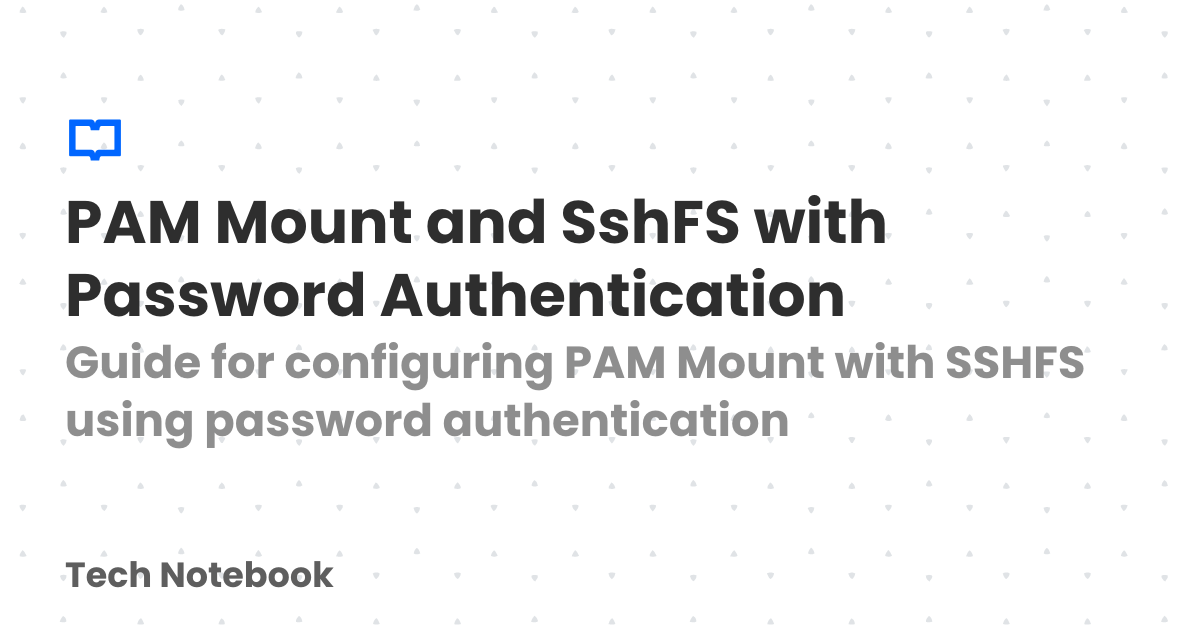 PAM Mount and SshFS with
Password Authentication
Guide for configuring PAM Mount with SSHFS
using password authentication
Tech Notebook